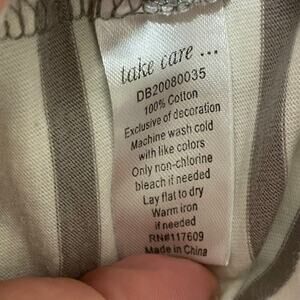 take care ...
DB20080035
100% Cotton
Exclusive of decoration
Machine wash cold
with like colors
Only non-chlorine
bleach if needed
Lay flat to dry
Warm iron
if needed
RN#117609
Made in China